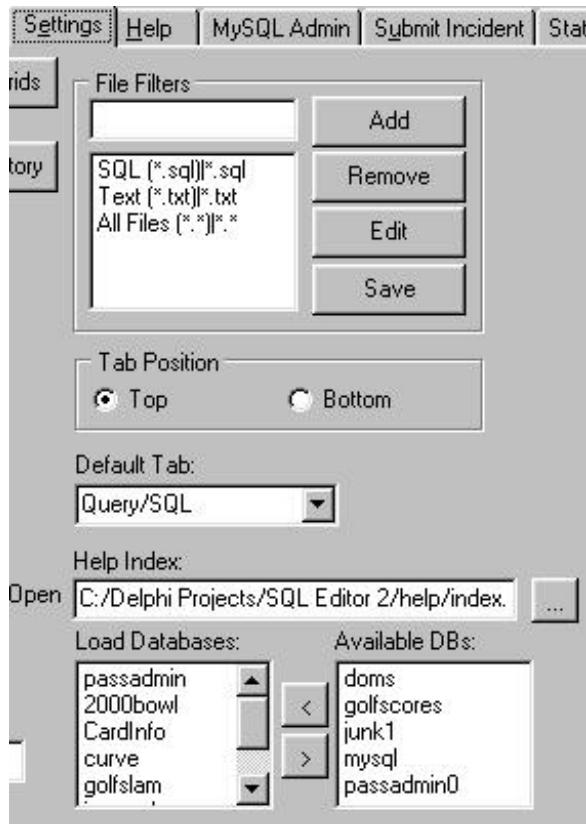 Settings Help MySQL Admin Submit Incident Stat
rids
tory
File Filters
Add
SQL (*.sql)|*.sql
Text (*.txt)|*.txt
All Files (*.*)|*.*
Remove
Edit
Save
Tab Position
Top Bottom
Default Tab:
Query/SQL
Help Index:
Open C:/Delphi Projects/SQL Editor 2/help/index. ...
Load Databases: Available DBs:
passadmin
2000bowl
CardInfo
curve
golfslam
<
>
doms
golfscores
junk1
mysql
passadmin0